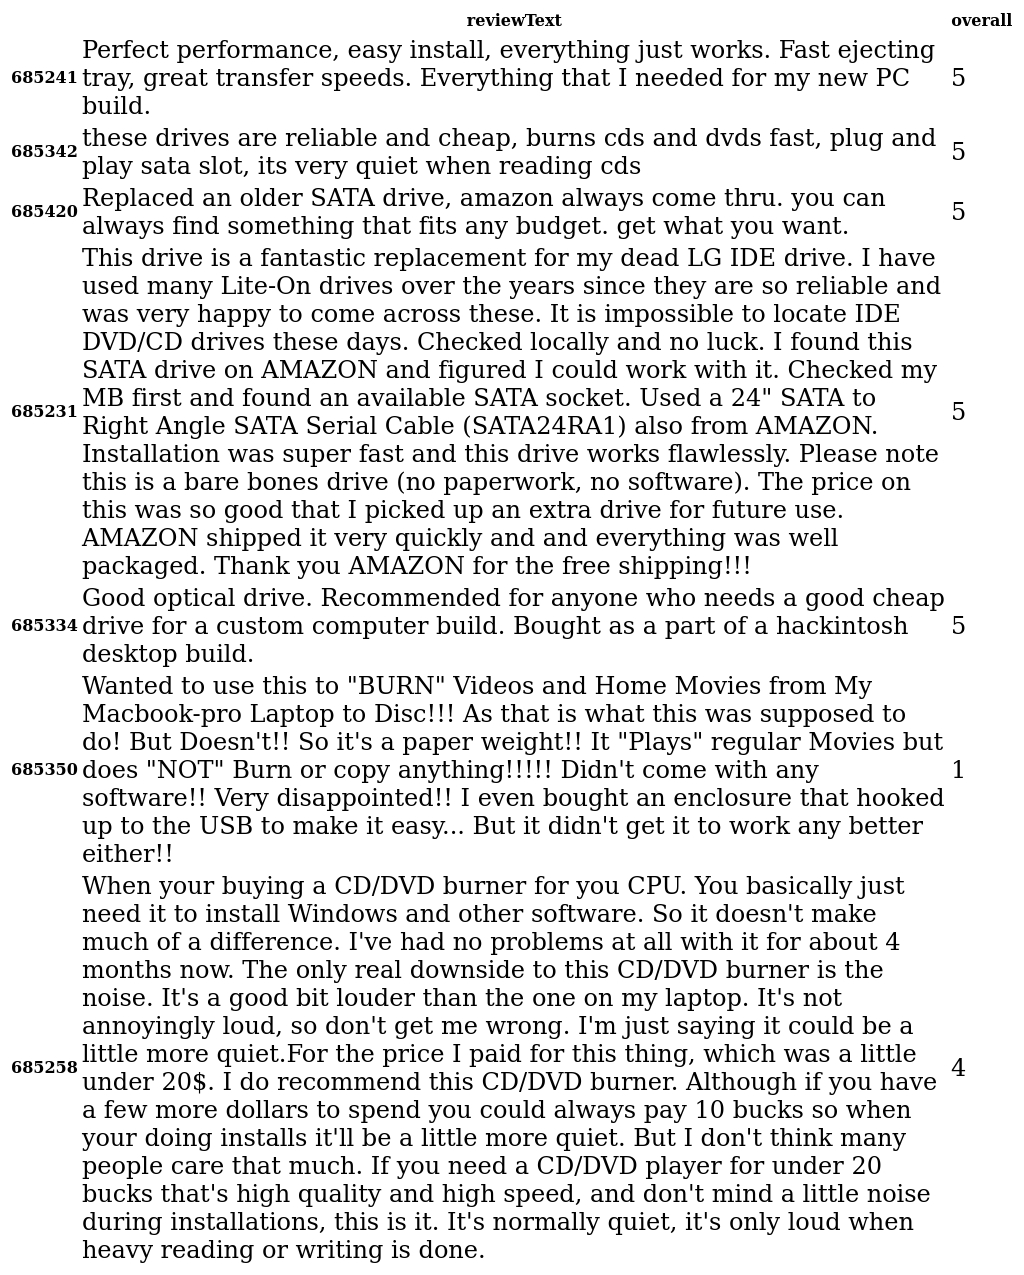 reviewText overall
Perfect performance, easy install, everything just works. Fast ejecting
685241 tray, great transfer speeds. Everything that I needed for my new PC 5
build.
these drives are reliable and cheap, burns cds and dvds fast, plug and
685342 play sata slot, its very quiet when reading cds 5
Replaced an older SATA drive, amazon always come thru. you can
685420 always find something that fits any budget. get what you want. 5
This drive is a fantastic replacement for my dead LG IDE drive. I have
used many Lite-On drives over the years since they are so reliable and
was very happy to come across these. It is impossible to locate IDE
DVD/CD drives these days. Checked locally and no luck. I found this
SATA drive on AMAZON and figured I could work with it. Checked my
685231 MB first and found an available SATA socket. Used a 24" SATA to 5
Right Angle SATA Serial Cable (SATA24RA1) also from AMAZON.
Installation was super fast and this drive works flawlessly. Please note
this is a bare bones drive (no paperwork, no software). The price on
this was so good that I picked up an extra drive for future use.
AMAZON shipped it very quickly and and everything was well
packaged. Thank you AMAZON for the free shipping!!!
Good optical drive. Recommended for anyone who needs a good cheap
685334 drive for a custom computer build. Bought as a part of a hackintosh 5
desktop build.
Wanted to use this to "BURN" Videos and Home Movies from My
Macbook-pro Laptop to Disc!!! As that is what this was supposed to
do! But Doesn't!! So it's a paper weight!! It "Plays" regular Movies but
685350 does "NOT" Burn or copy anything!!!!! Didn't come with any 1
software!! Very disappointed!! I even bought an enclosure that hooked
up to the USB to make it easy... But it didn't get it to work any better
either!!
When your buying a CD/DVD burner for you CPU. You basically just
need it to install Windows and other software. So it doesn't make
much of a difference. I've had no problems at all with it for about 4
months now. The only real downside to this CD/DVD burner is the
noise. It's a good bit louder than the one on my laptop. It's not
annoyingly loud, so don't get me wrong. I'm just saying it could be a
little more quiet.For the price I paid for this thing, which was a little
685258 under 20$. I do recommend this CD/DVD burner. Although if you have 4
a few more dollars to spend you could always pay 10 bucks so when
your doing installs it'll be a little more quiet. But I don't think many
people care that much. If you need a CD/DVD player for under 20
bucks that's high quality and high speed, and don't mind a little noise
during installations, this is it. It's normally quiet, it's only loud when
heavy reading or writing is done.